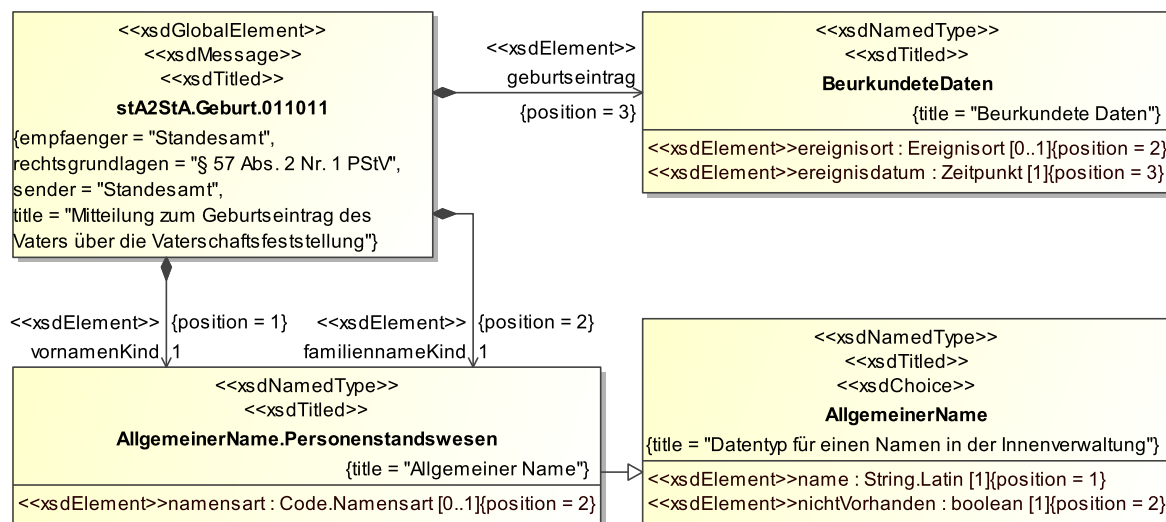 <<xsdGlobalElement>>
<<xsdMessage>>
<<xsdTitled>>
stA2StA.Geburt.011011
{empfaenger = "Standesamt",
rechtsgrundlagen = "§ 57 Abs. 2 Nr. 1 PStV",
sender = "Standesamt",
title = "Mitteilung zum Geburtseintrag des
Vaters über die Vaterschaftsfeststellung"}
<<xsdElement>>
geburtseintrag
{position = 3}
<<xsdNamedType>>
<<xsdTitled>>
BeurkundeteDaten
{title = "Beurkundete Daten"}
<<xsdElement>>ereignisort : Ereignisort [0..1]{position = 2}
<<xsdElement>>ereignisdatum : Zeitpunkt [1]{position = 3}
<<xsdElement>> {position = 1}
vornamenKind 1
<<xsdElement>> {position = 2}
familiennameKind 1
<<xsdNamedType>>
<<xsdTitled>>
AllgemeinerName.Personenstandswesen
{title = "Allgemeiner Name"}
<<xsdElement>>namensart : Code.Namensart [0..1]{position = 2}
<<xsdNamedType>>
<<xsdTitled>>
<<xsdChoice>>
AllgemeinerName
{title = "Datentyp für einen Namen in der Innenverwaltung"}
<<xsdElement>>name : String.Latin [1]{position = 1}
<<xsdElement>>nichtVorhanden : boolean [1]{position = 2}